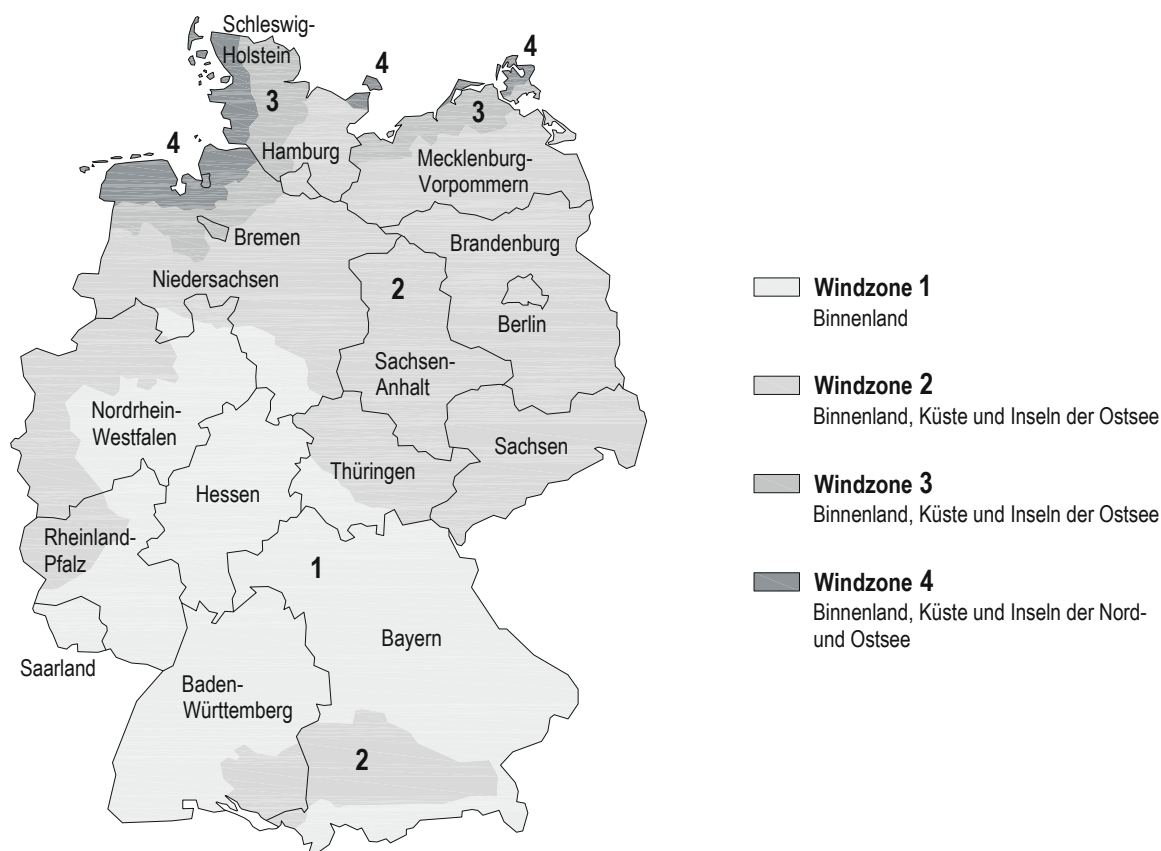 Schleswig-
Holstein
4
4
3
3
4
Hamburg
Mecklenburg-
Vorpommern
Bremen
Brandenburg
Niedersachsen
2
Berlin
Sachsen-
Anhalt
Nordrhein-
Westfalen
Sachsen
Thüringen
Hessen
Rheinland-
Pfalz
1
Bayern
Saarland
Baden-
Württemberg
2
Windzone 1
Binnenland
Windzone 2
Binnenland, Küste und Inseln der Ostsee
Windzone 3
Binnenland, Küste und Inseln der Ostsee
Windzone 4
Binnenland, Küste und Inseln der Nord-
und Ostsee